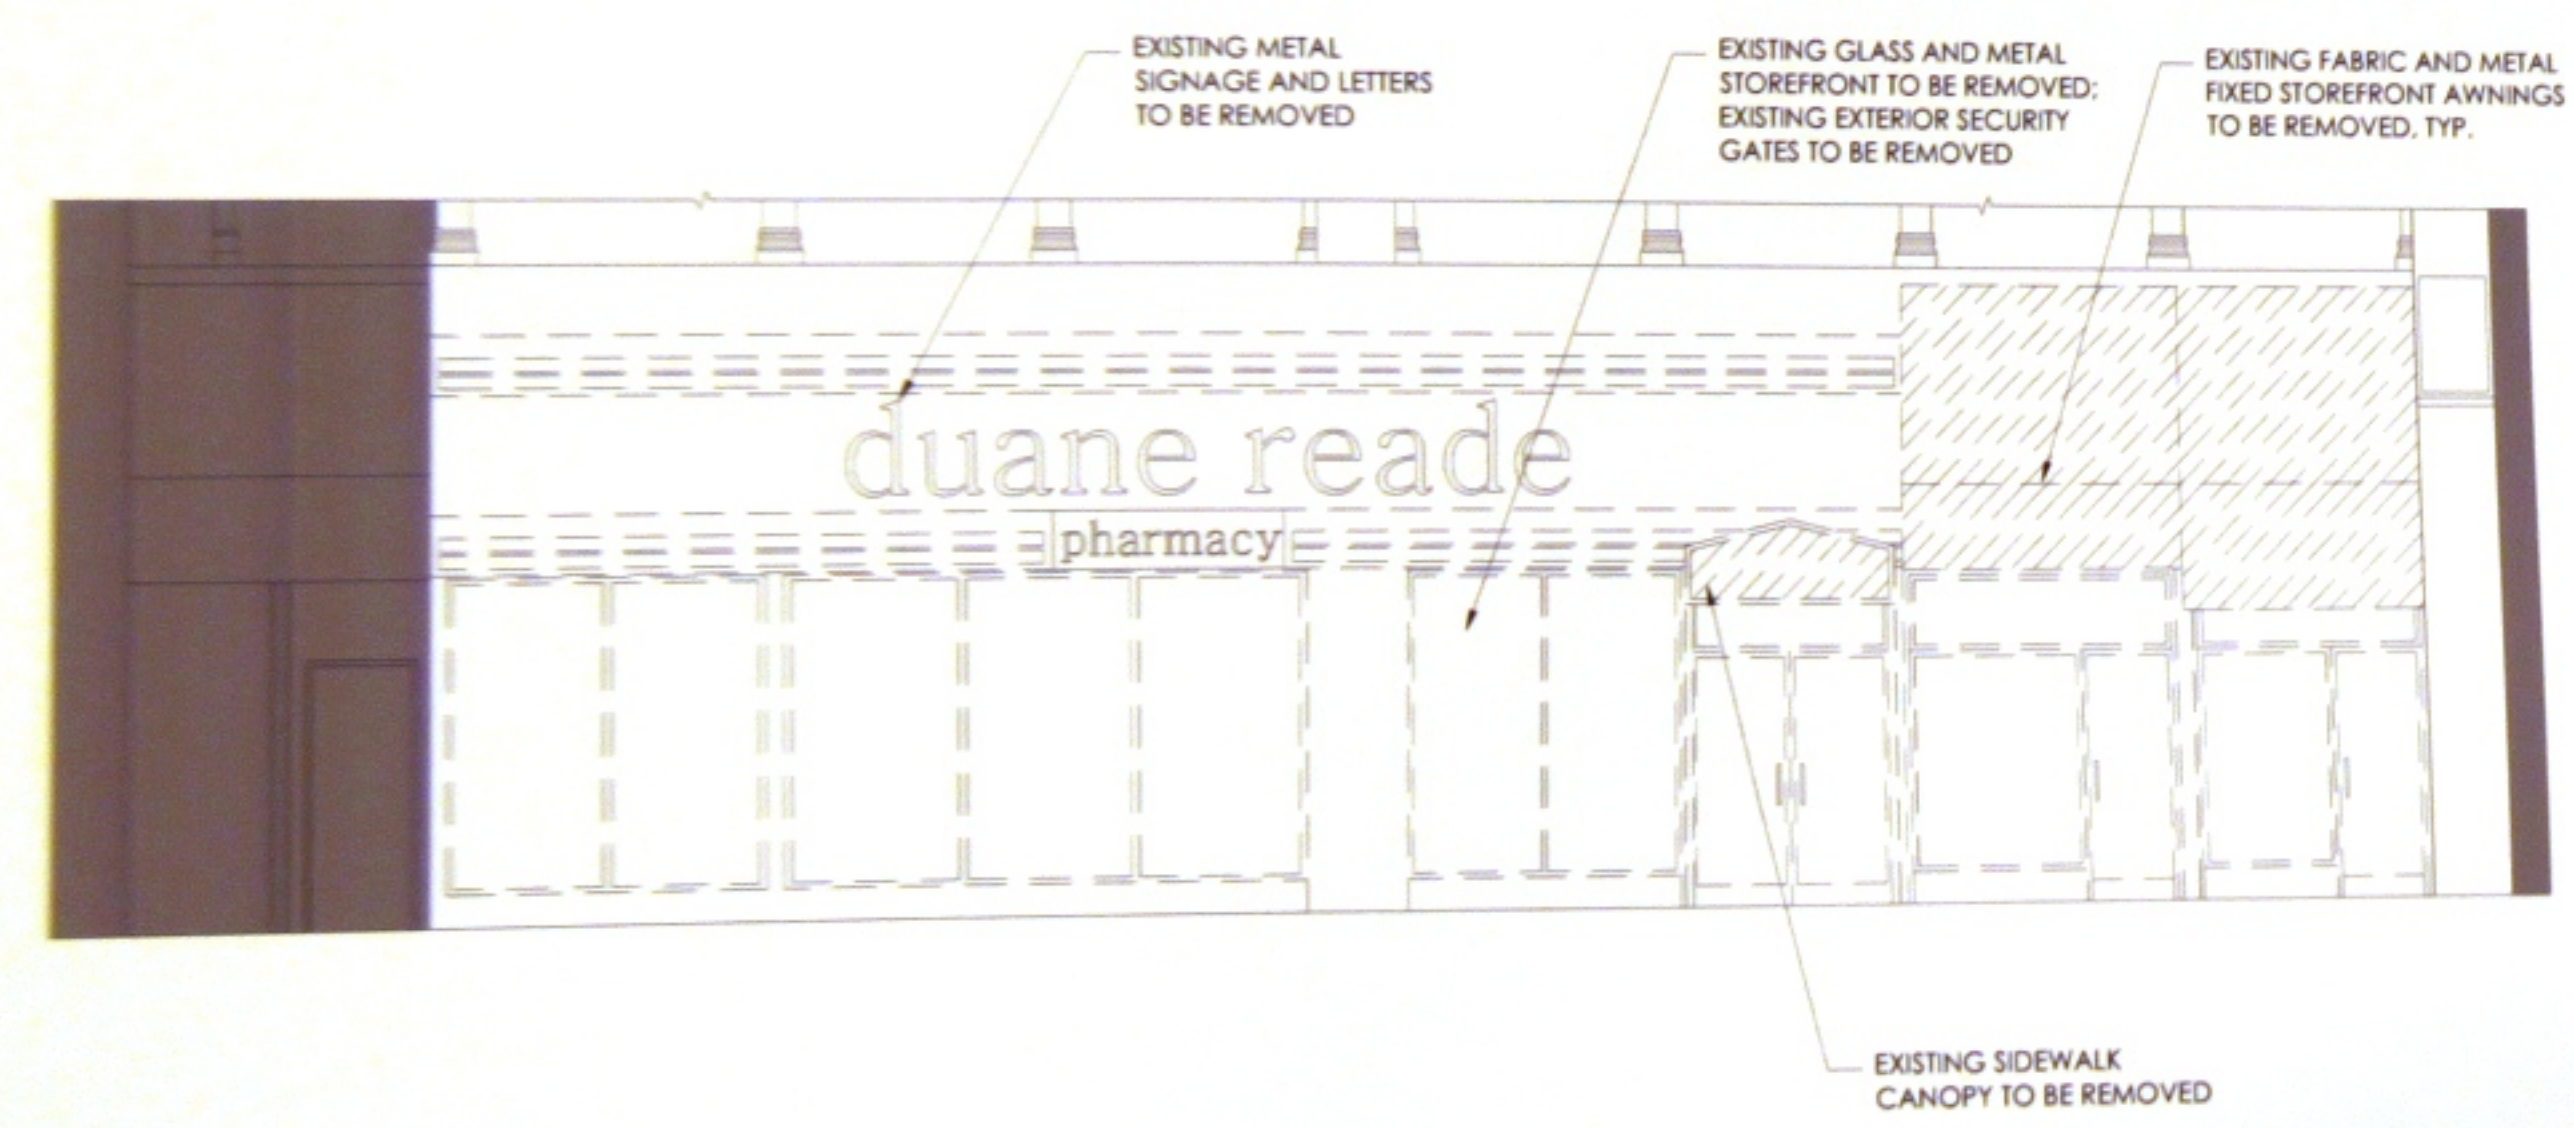 EXISTING METAL
SIGNAGE AND LETTERS
TO BE REMOVED
EXISTING GLASS AND METAL
STOREFRONT TO BE REMOVED;
EXISTING EXTERIOR SECURITY
GATES TO BE REMOVED
EXISTING FABRIC AND METAL
FIXED STOREFRONT AWNINGS
TO BE REMOVED, TYP.
duane reade
pharmacy
EXISTING SIDEWALK
CANOPY TO BE REMOVED